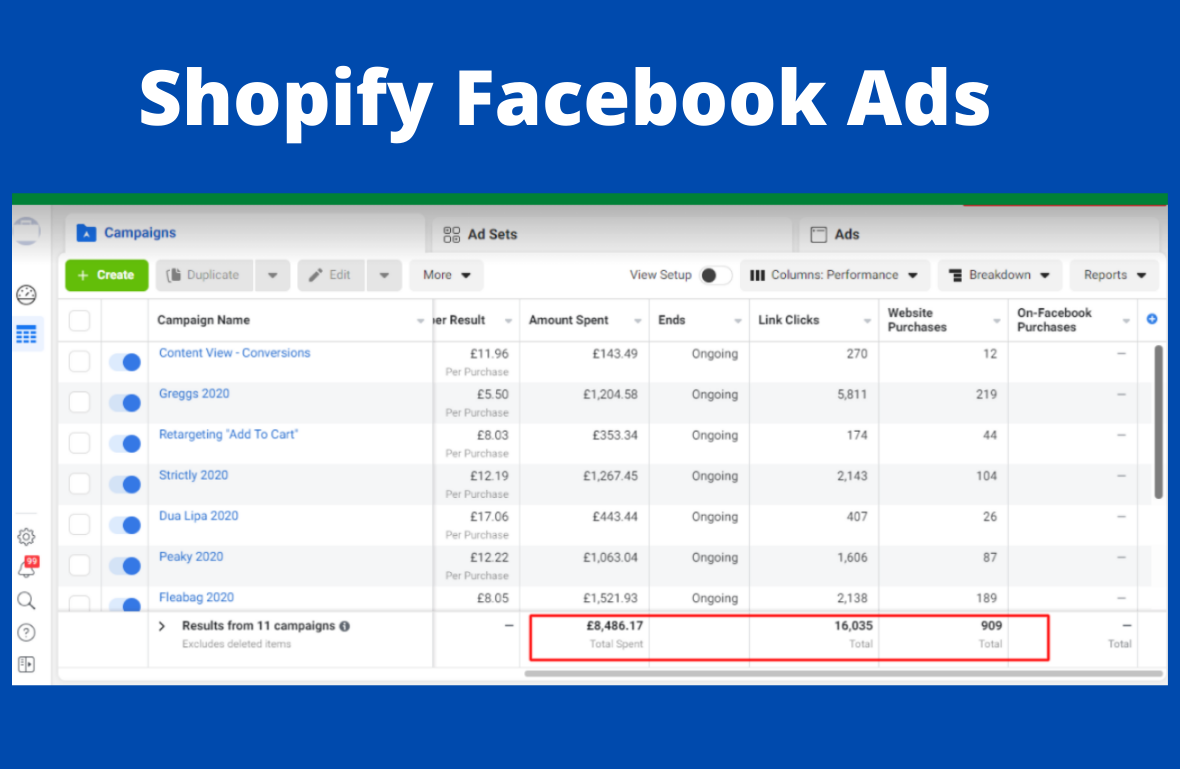 Shopify Facebook Ads
Campaigns
Ad Sets
Ads
+ Create
Duplicate
Edit
More
View Setup
Columns: Performance
Breakdown
Reports
Campaign Name
er Result
Amount Spent
Ends
Link Clicks
Website Purchases
On-Facebook Purchases
Content View - Conversions £11.96 £143.49 Ongoing 270 12 —
Per Purchase
Greggs 2020 £5.50 £1,204.58 Ongoing 5,811 219 —
Per Purchase
Retargeting "Add To Cart" £8.03 £353.34 Ongoing 174 44 —
Per Purchase
Strictly 2020 £12.19 £1,267.45 Ongoing 2,143 104 —
Per Purchase
Dua Lipa 2020 £17.06 £443.44 Ongoing 407 26 —
Per Purchase
Peaky 2020 £12.22 £1,063.04 Ongoing 1,606 87 —
Per Purchase
99
Fleabag 2020 £8.05 £1,521.93 Ongoing 2,138 189 —
Results from 11 campaigns — £8,486.17 16,035 909 —
Excludes deleted items Total Spent Total Total Total